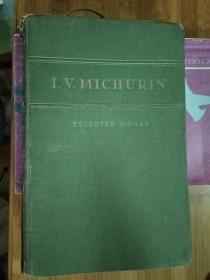 I. V. MICHURIN
SELECTED WORKS